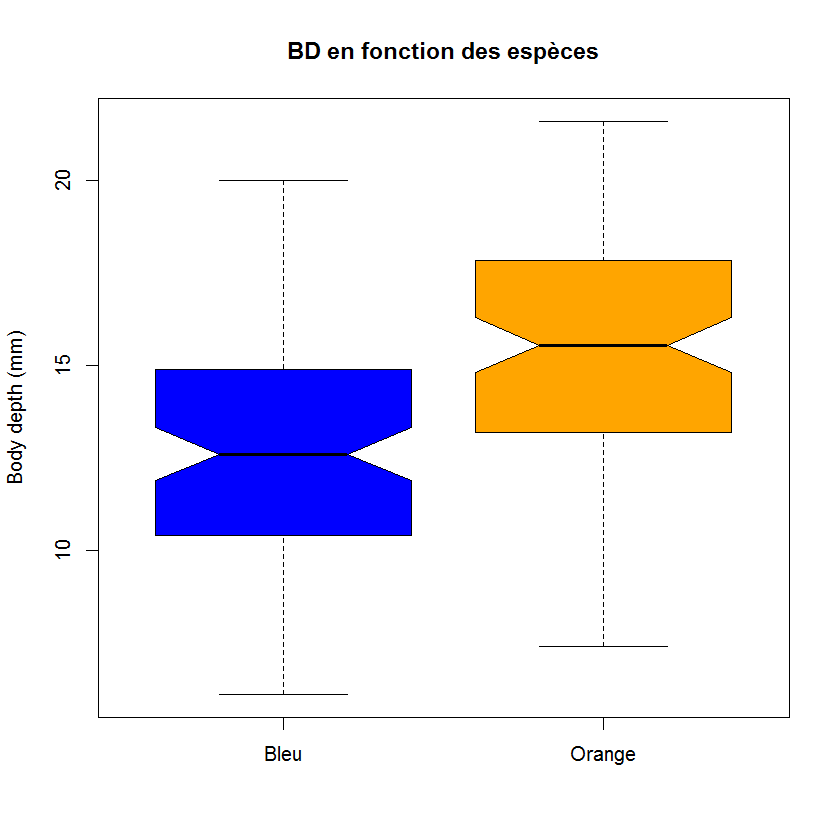 BD en fonction des espèces
Body depth (mm)
20
15
10
Bleu
Orange